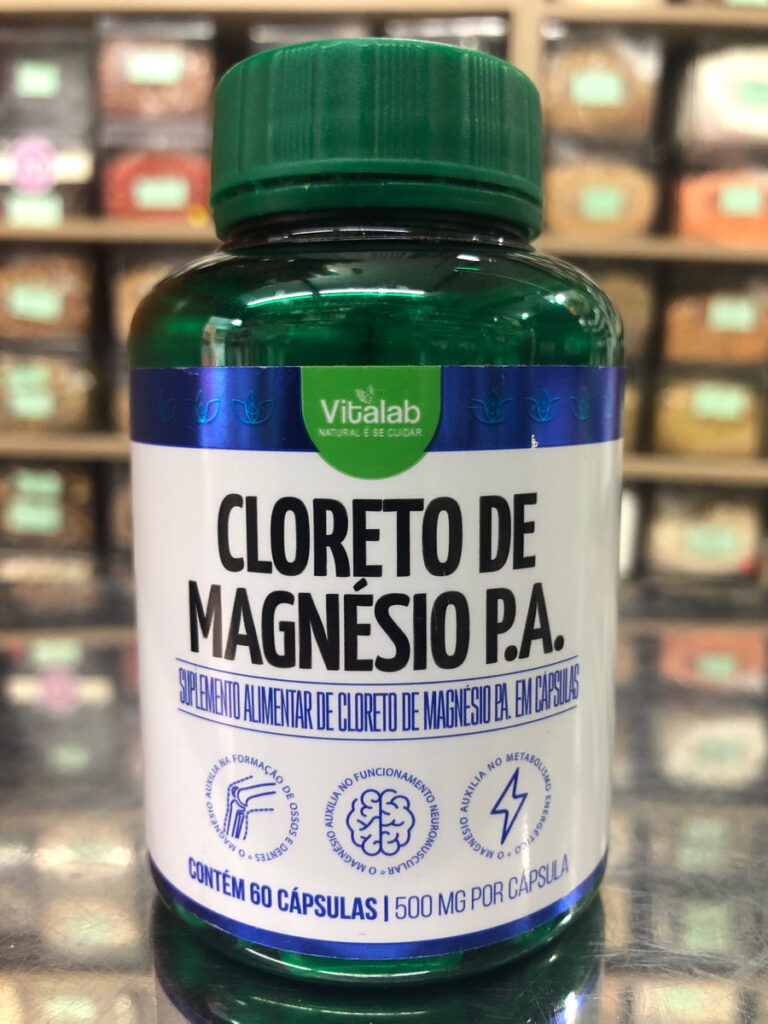 Vitalab
NATURAL É SE CUIDAR
CLORETO DE
MAGNÉSIO P.A.
SUPLEMENTO ALIMENTAR DE CLORETO DE MAGNÉSIO P.A. EM CÁPSULAS
O MAGNÉSIO AUXILIA NA FORMAÇÃO DE OSSOS E DENTES
O MAGNÉSIO AUXILIA NO FUNCIONAMENTO NEUROMUSCULAR
O MAGNÉSIO AUXILIA NO METABOLISMO ENERGÉTICO
CONTÉM 60 CÁPSULAS | 500 MG POR CÁPSULA